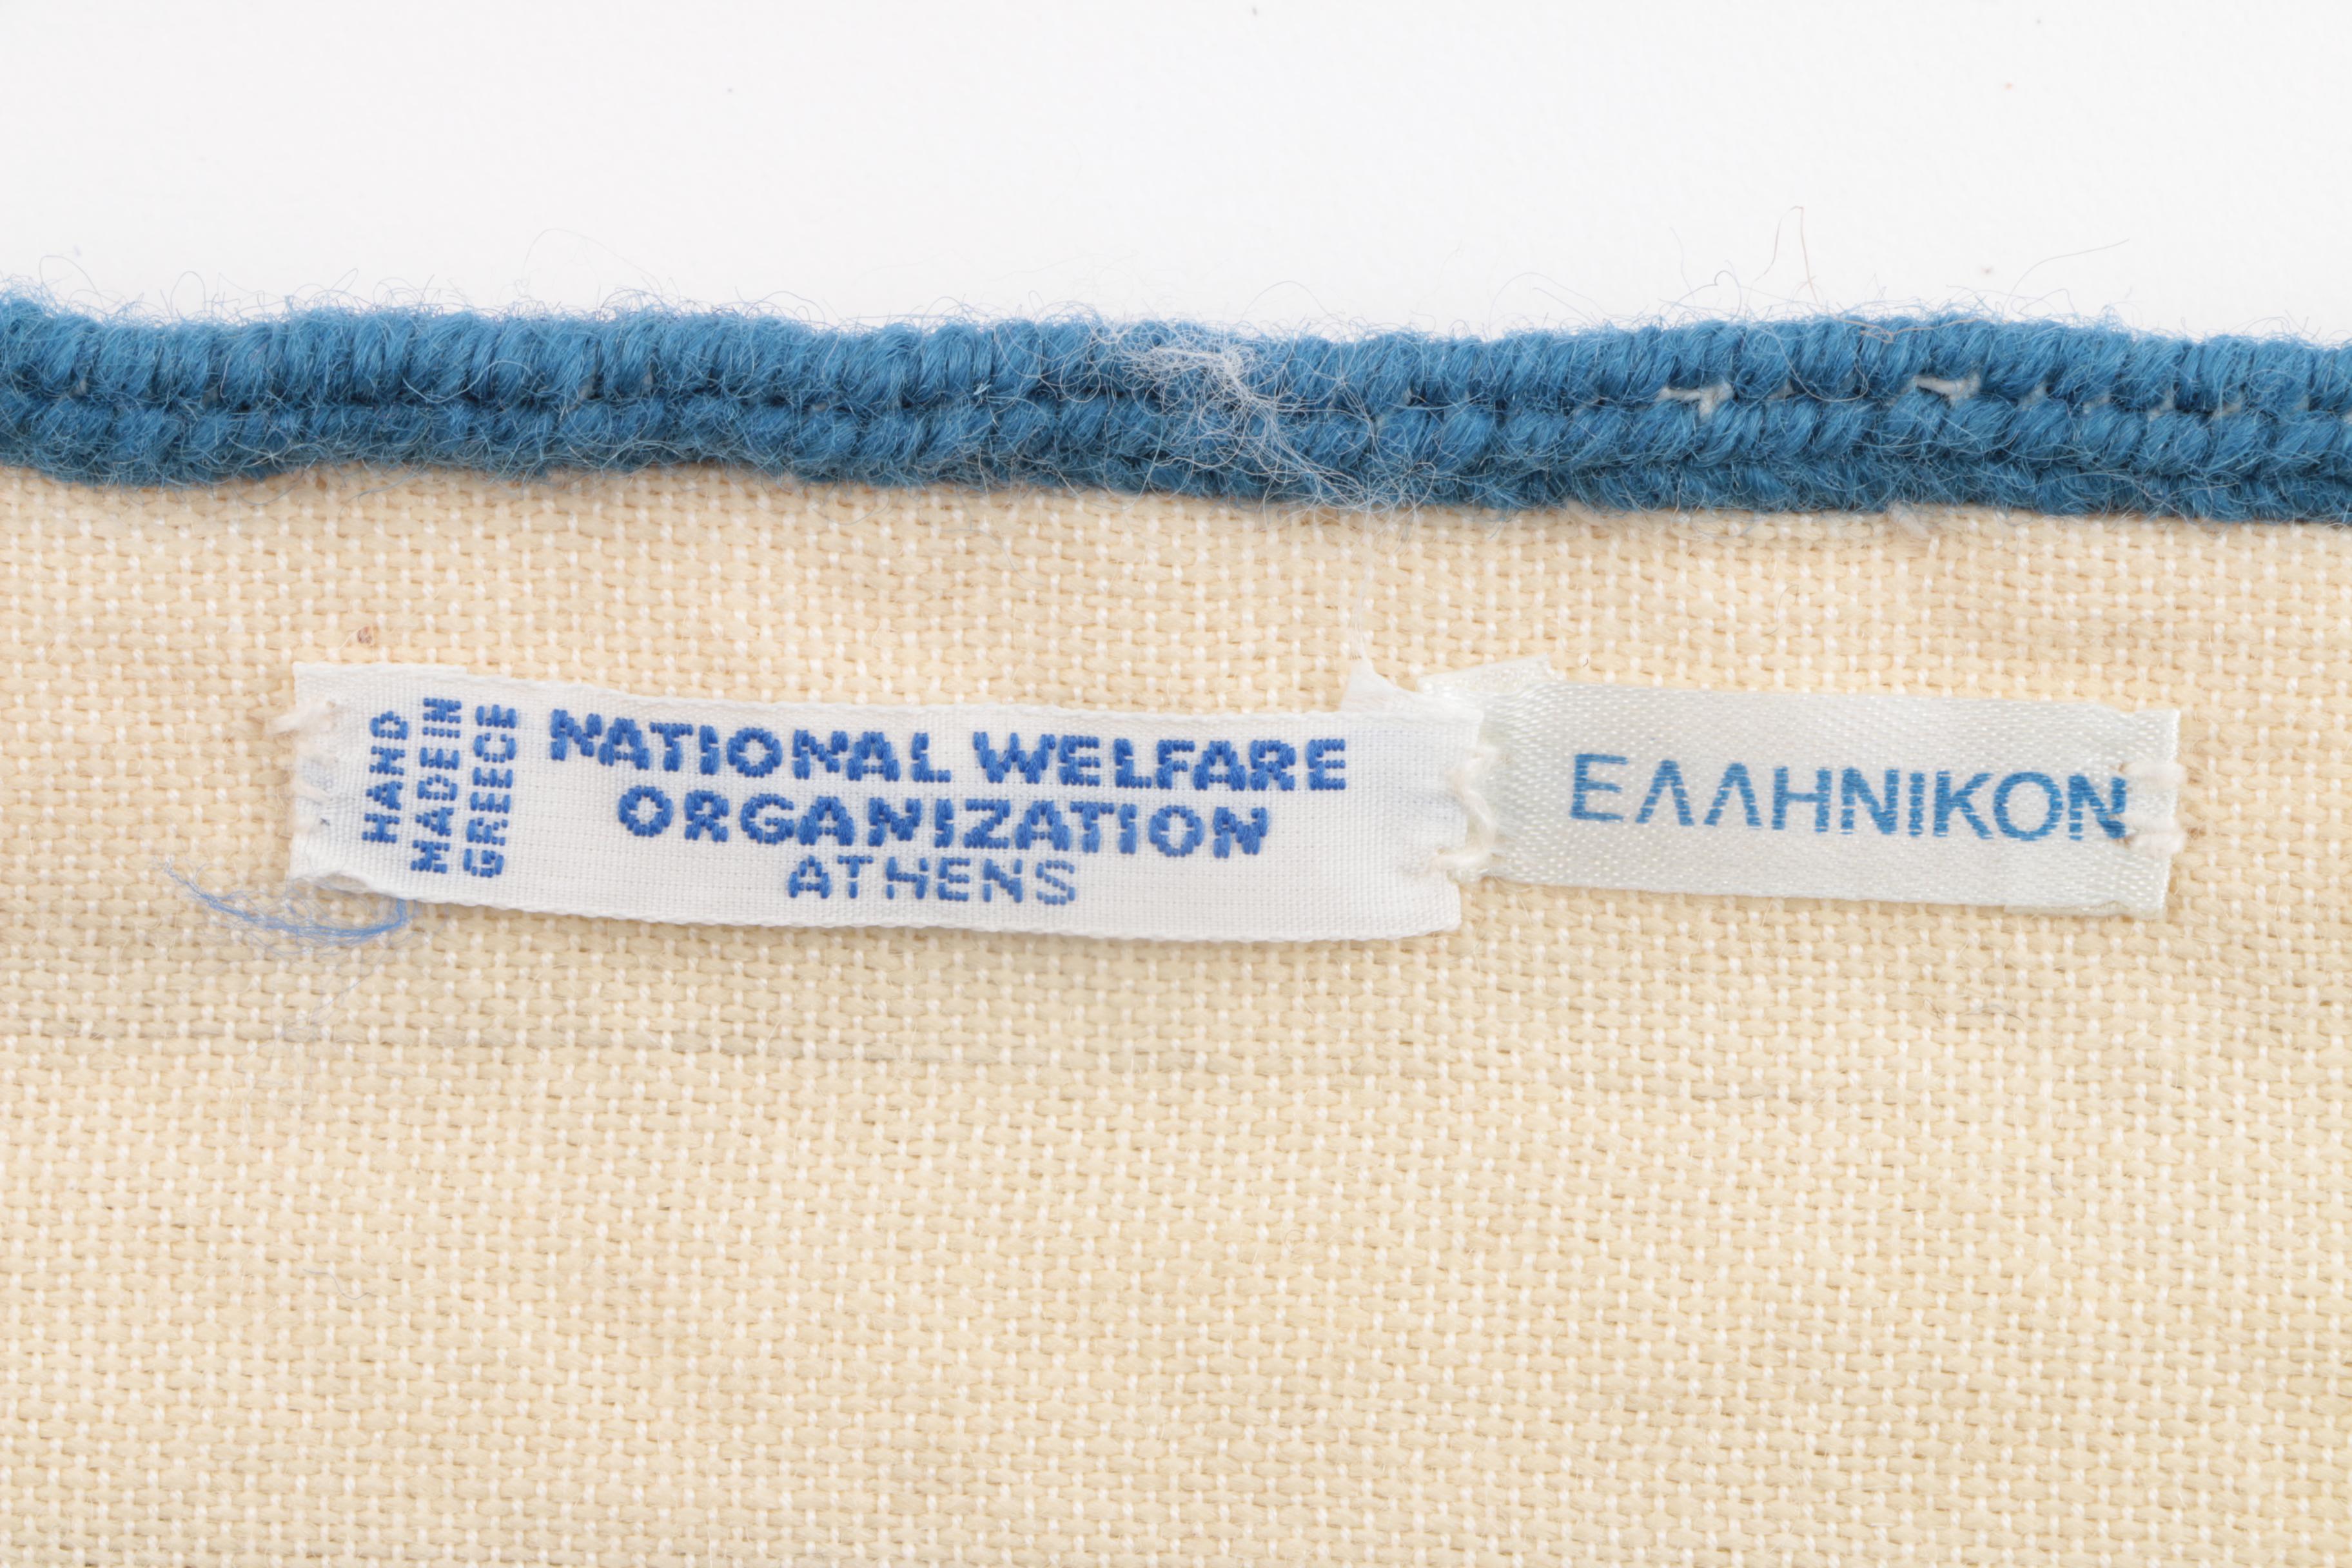 HAND
MADE IN
GREECE
NATIONAL WELFARE
ORGANIZATION
ATHENS
ΕΛΛΗΝΙΚΟΝ